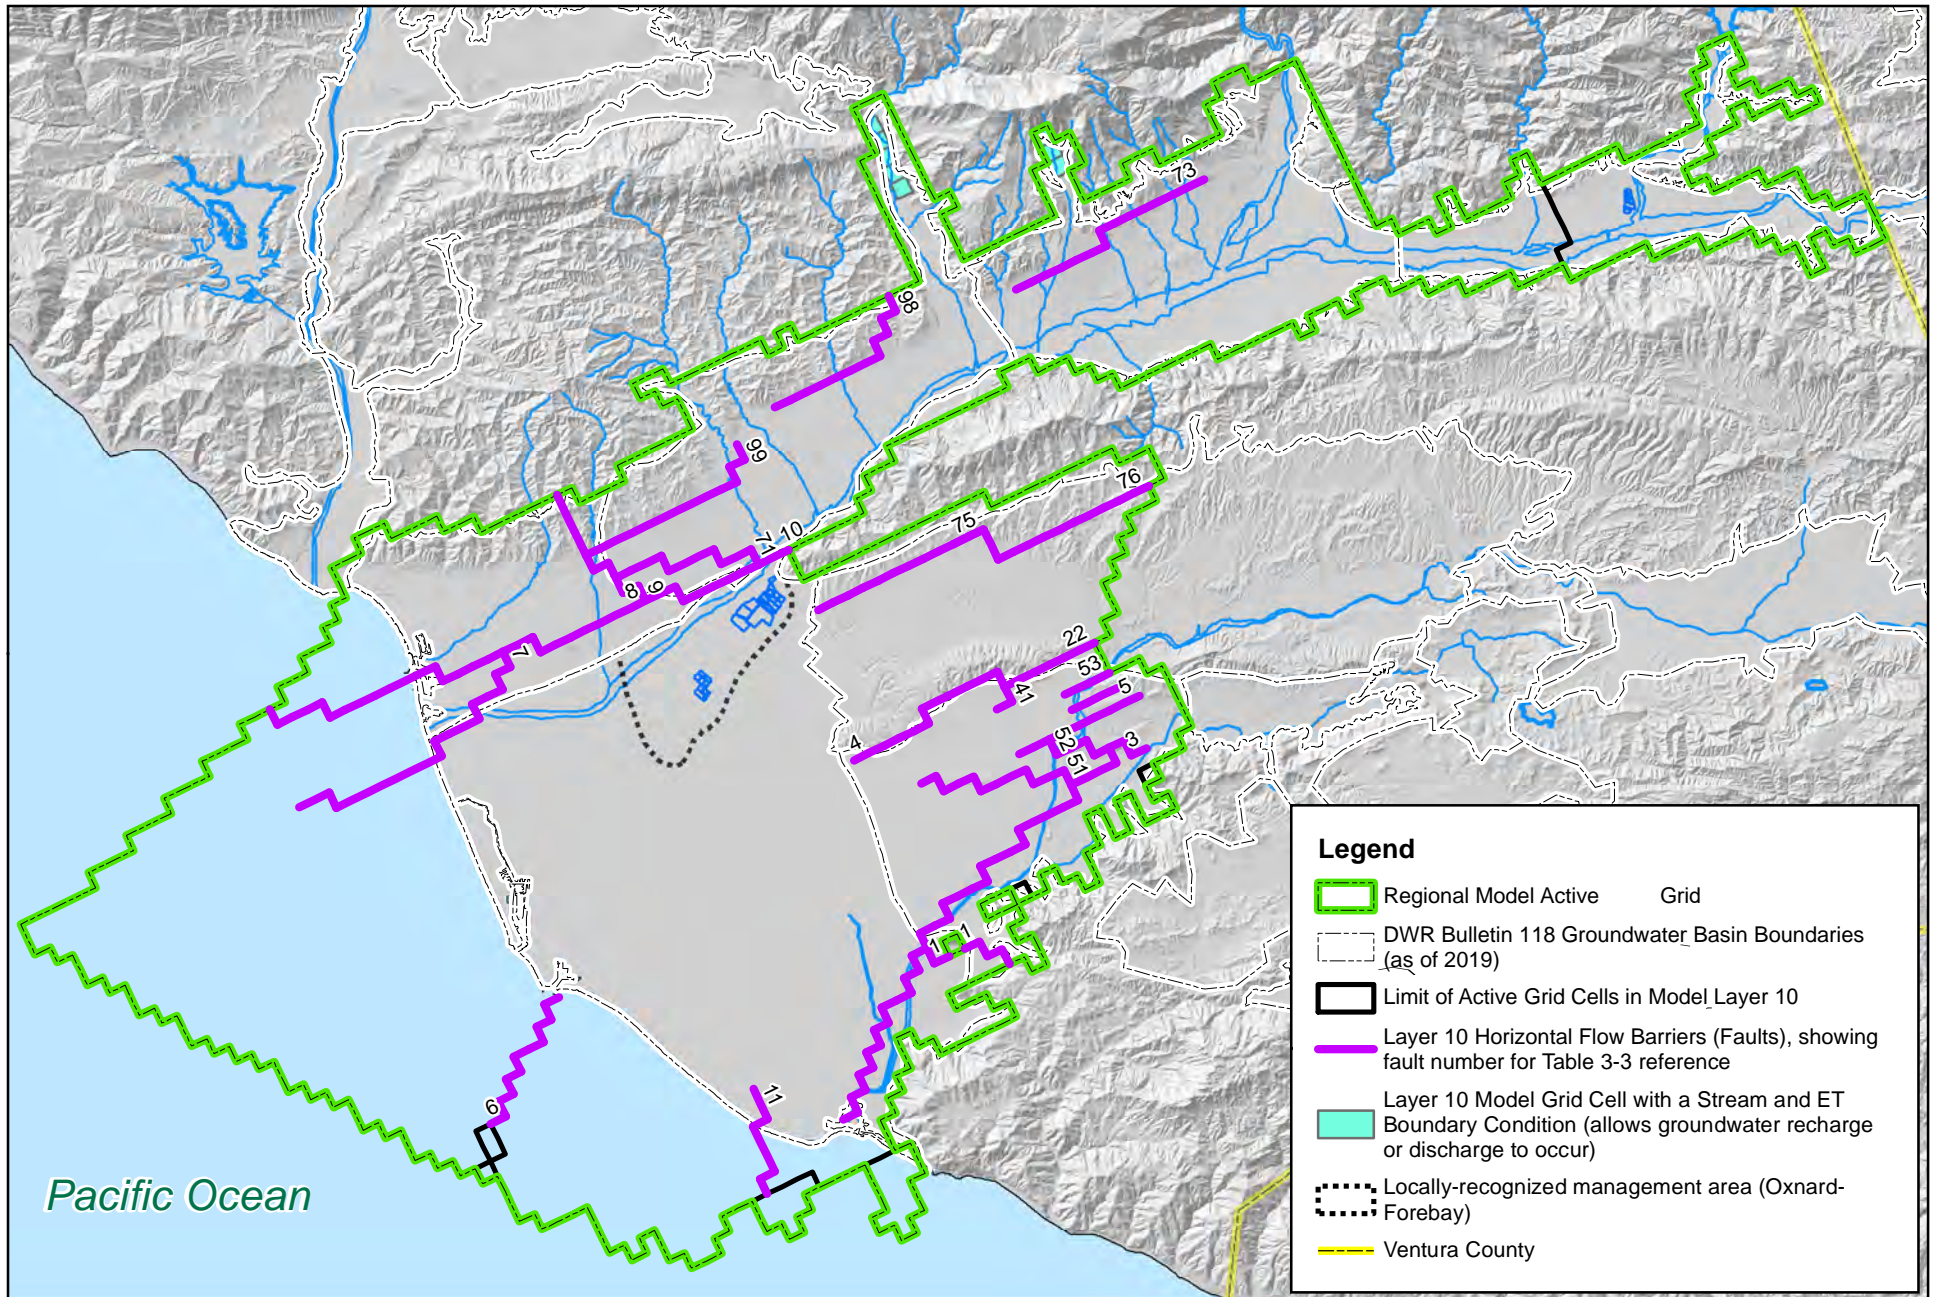 73
98
99
76
75
10
71
8
9
7
22
53
41
5
4
52
3
51
1
1
6
11
Pacific Ocean
Legend
Regional Model Active Grid
DWR Bulletin 118 Groundwater Basin Boundaries
(as of 2019)
Limit of Active Grid Cells in Model Layer 10
Layer 10 Horizontal Flow Barriers (Faults), showing
fault number for Table 3-3 reference
Layer 10 Model Grid Cell with a Stream and ET
Boundary Condition (allows groundwater recharge
or discharge to occur)
Locally-recognized management area (Oxnard-
Forebay)
Ventura County